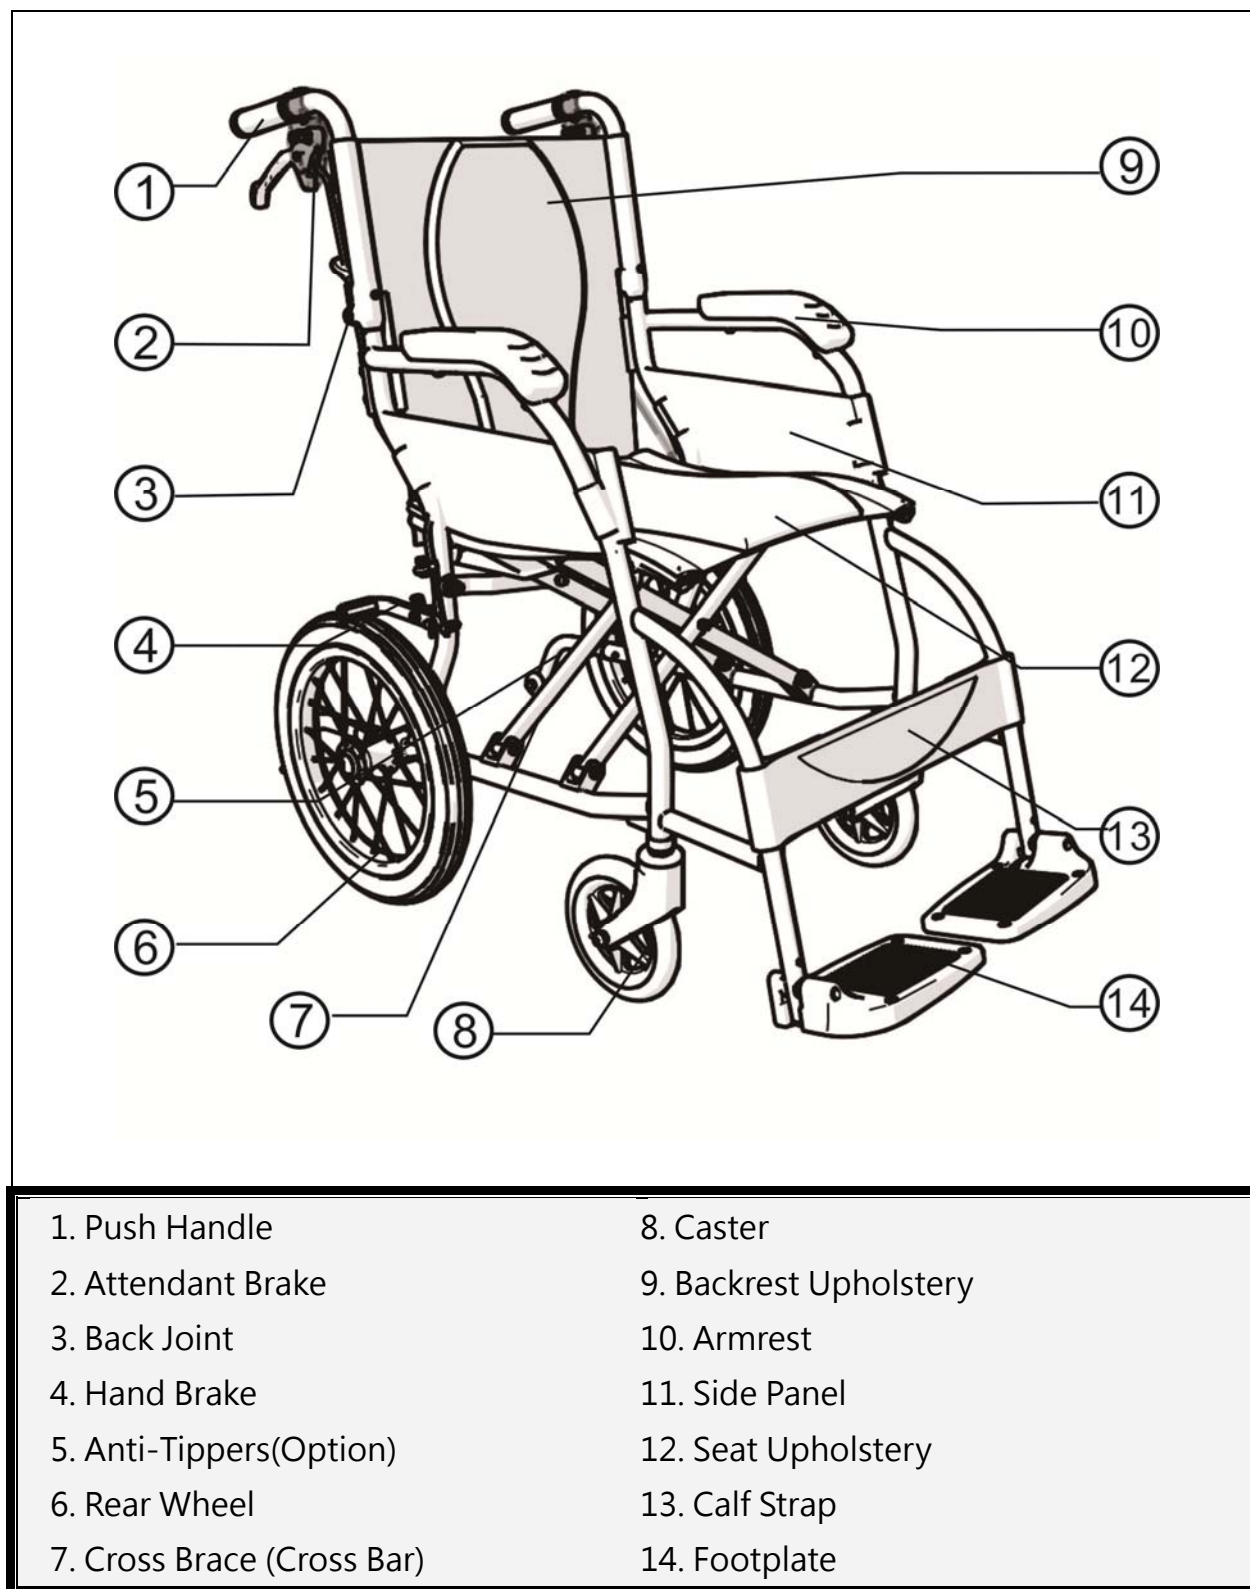 1
2
3
4
5
6
7
8
9
10
11
12
13
14
1. Push Handle
2. Attendant Brake
3. Back Joint
4. Hand Brake
5. Anti-Tippers(Option)
6. Rear Wheel
7. Cross Brace (Cross Bar)
8. Caster
9. Backrest Upholstery
10. Armrest
11. Side Panel
12. Seat Upholstery
13. Calf Strap
14. Footplate